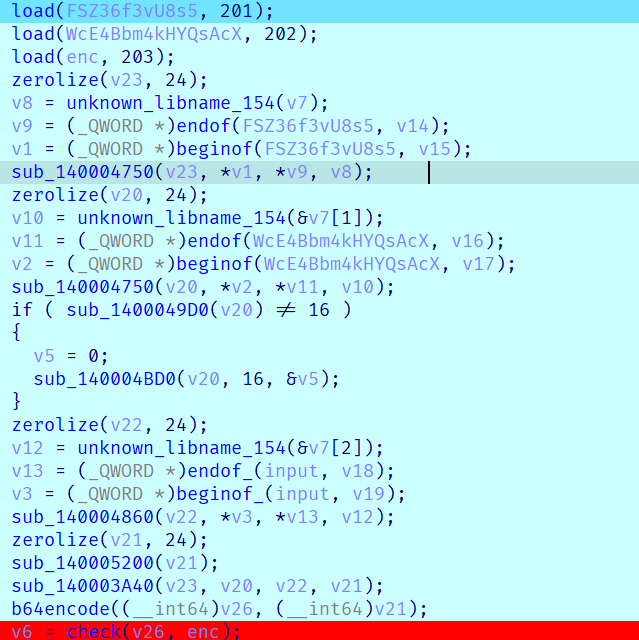 load(FSZ36f3vU8s5, 201);
load(WcE4Bbm4kHYQsAcX, 202);
load(enc, 203);
zerolize(v23, 24);
v8 = unknown_libname_154(v7);
v9 = (_QWORD *)endof(FSZ36f3vU8s5, v14);
v1 = (_QWORD *)beginof(FSZ36f3vU8s5, v15);
sub_140004750(v23, *v1, *v9, v8);
zerolize(v20, 24);
v10 = unknown_libname_154(&v7[1]);
v11 = (_QWORD *)endof(WcE4Bbm4kHYQsAcX, v16);
v2 = (_QWORD *)beginof(WcE4Bbm4kHYQsAcX, v17);
sub_140004750(v20, *v2, *v11, v10);
if ( sub_1400049D0(v20) != 16 )
{
  v5 = 0;
  sub_140004BD0(v20, 16, &v5);
}
zerolize(v22, 24);
v12 = unknown_libname_154(&v7[2]);
v13 = (_QWORD *)endof_(input, v18);
v3 = (_QWORD *)beginof_(input, v19);
sub_140004860(v22, *v3, *v13, v12);
zerolize(v21, 24);
sub_140005200(v21);
sub_140003A40(v23, v20, v22, v21);
b64encode((__int64)v26, (__int64)v21);
v6 = check(v26, enc);